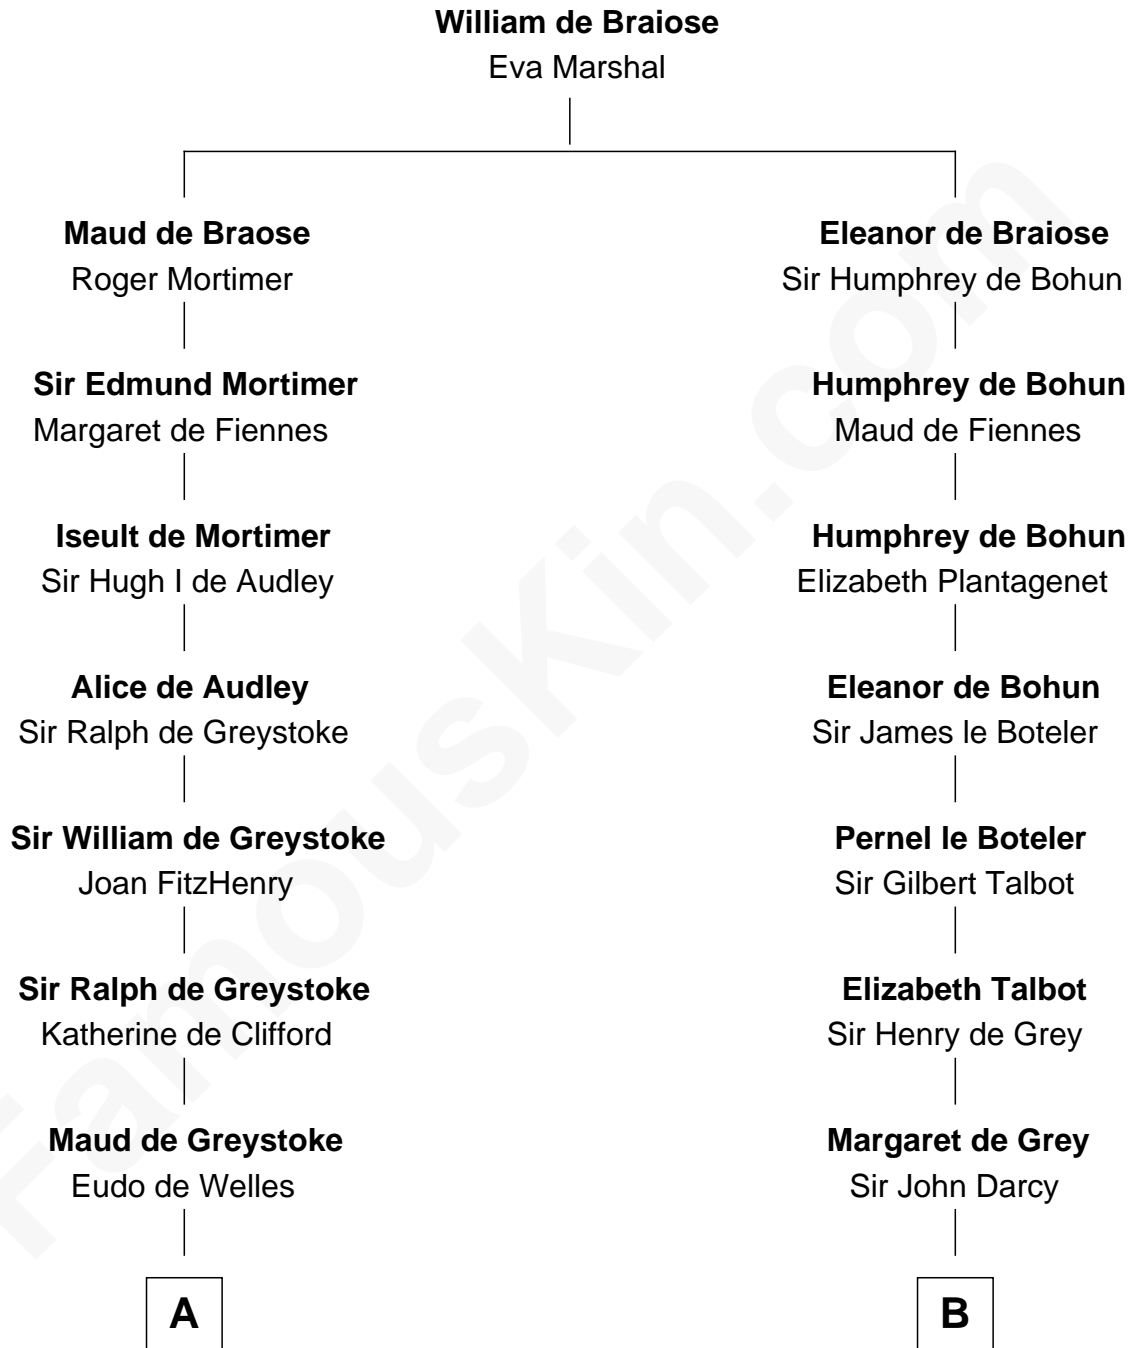 William de Braiose
Eva Marshal
Maud de Braose
Roger Mortimer
Eleanor de Braiose
Sir Humphrey de Bohun
Sir Edmund Mortimer
Margaret de Fiennes
Humphrey de Bohun
Maud de Fiennes
Iseult de Mortimer
Sir Hugh I de Audley
Humphrey de Bohun
Elizabeth Plantagenet
Alice de Audley
Sir Ralph de Greystoke
Eleanor de Bohun
Sir James le Boteler
Sir William de Greystoke
Joan FitzHenry
Pernel le Boteler
Sir Gilbert Talbot
Sir Ralph de Greystoke
Katherine de Clifford
Elizabeth Talbot
Sir Henry de Grey
Maud de Greystoke
Eudo de Welles
Margaret de Grey
Sir John Darcy
A
B
FamousKin.com